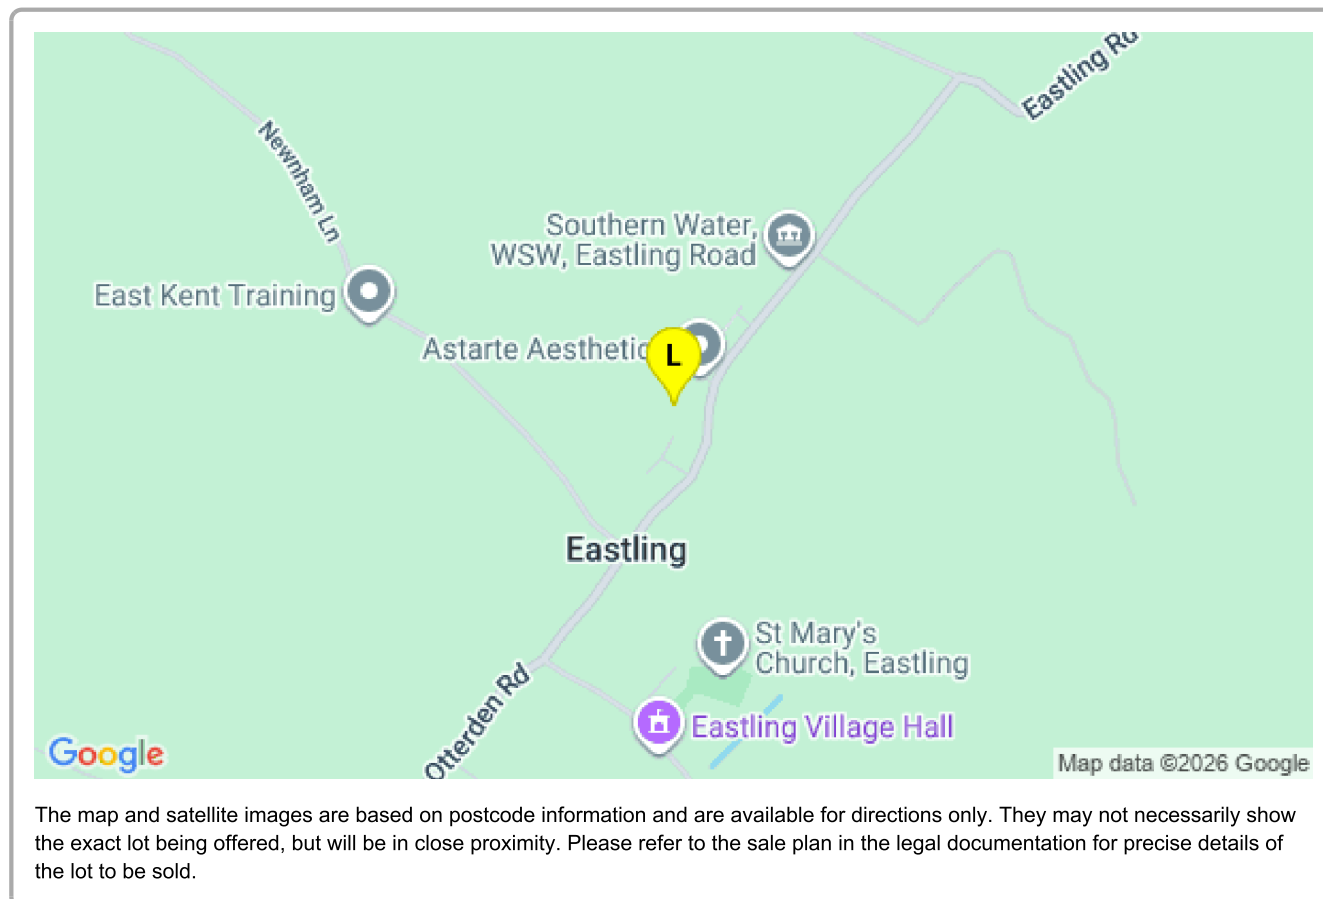 Eastling Rd
Newnham Ln
Southern Water,
WSW, Eastling Road
East Kent Training
Astarte Aesthetic
L
Eastling
St Mary's
Church, Eastling
Otterden Rd
Eastling Village Hall
Google
Map data ©2026 Google
The map and satellite images are based on postcode information and are available for directions only. They may not necessarily show
the exact lot being offered, but will be in close proximity. Please refer to the sale plan in the legal documentation for precise details of
the lot to be sold.